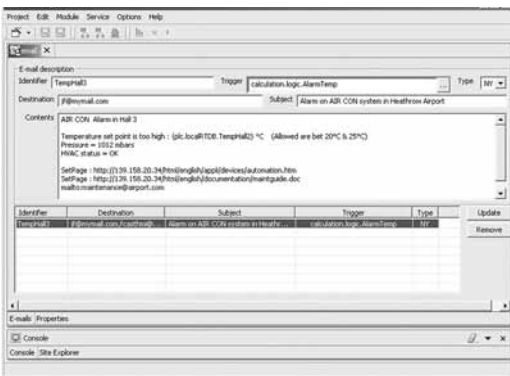 Project Edit Module Service Options Help
E-mail description
Identifier TempHall3 Trigger calculation.logic.AlarmTemp ... Type NY
Destination jf@mymail.com Subject Alarm on AIR CON system in Heathrow Airport
Contents AIR CON Alarm in Hall 3
Temperature set point is too high : (plc.localRTDB.TempHall2) °C (Allowed are bet 20°C & 25°C)
Pressure = 1012 mbars
HVAC status = OK
SetPage : http://139.158.20.34/html/english/appli/devices/automation.htm
SetPage : http://139.158.20.34/html/english/documentation/maintguide.doc
mailto:maintenance@airport.com
Identifier Destination Subject Trigger Type Update
TempHall3 Alarm on AIR CON system in Heathr... calculation.logic.AlarmTemp NY
Remove
E-mails Properties
Console
Console Site Explorer